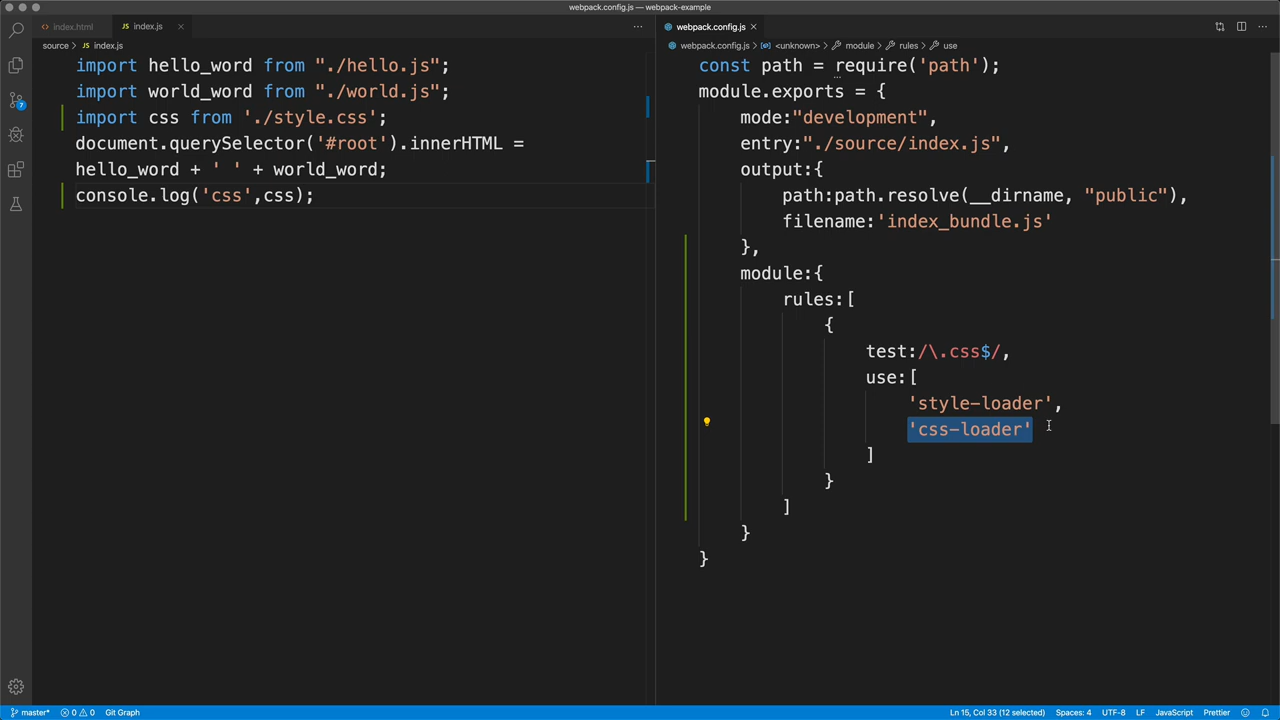 webpack.config.js — webpack-example
index.html
JS index.js
source > JS index.js
import hello_word from "./hello.js";
import world_word from "./world.js";
import css from './style.css';
document.querySelector('#root').innerHTML =
hello_word + ' ' + world_word;
console.log('css',css);
webpack.config.js
webpack.config.js > <unknown> > module > rules > use
const path = require('path');
module.exports = {
mode:"development",
entry:"./source/index.js",
output:{
path:path.resolve(__dirname, "public"),
filename:'index_bundle.js'
},
module:{
rules:[
{
test:/\.css$/,
use:[
'style-loader',
'css-loader'
]
}
]
}
}
7
master* 0 0 Git Graph
Ln 15, Col 33 (12 selected) Spaces: 4 UTF-8 LF JavaScript Prettier